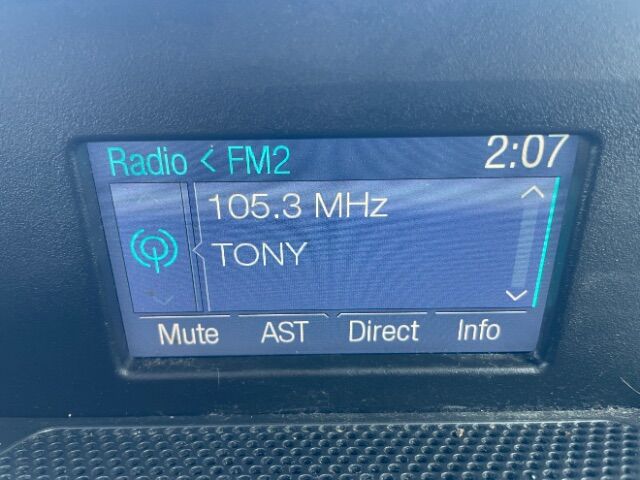 Radio < FM2 2:07
105.3 MHz
TONY
Mute AST Direct Info